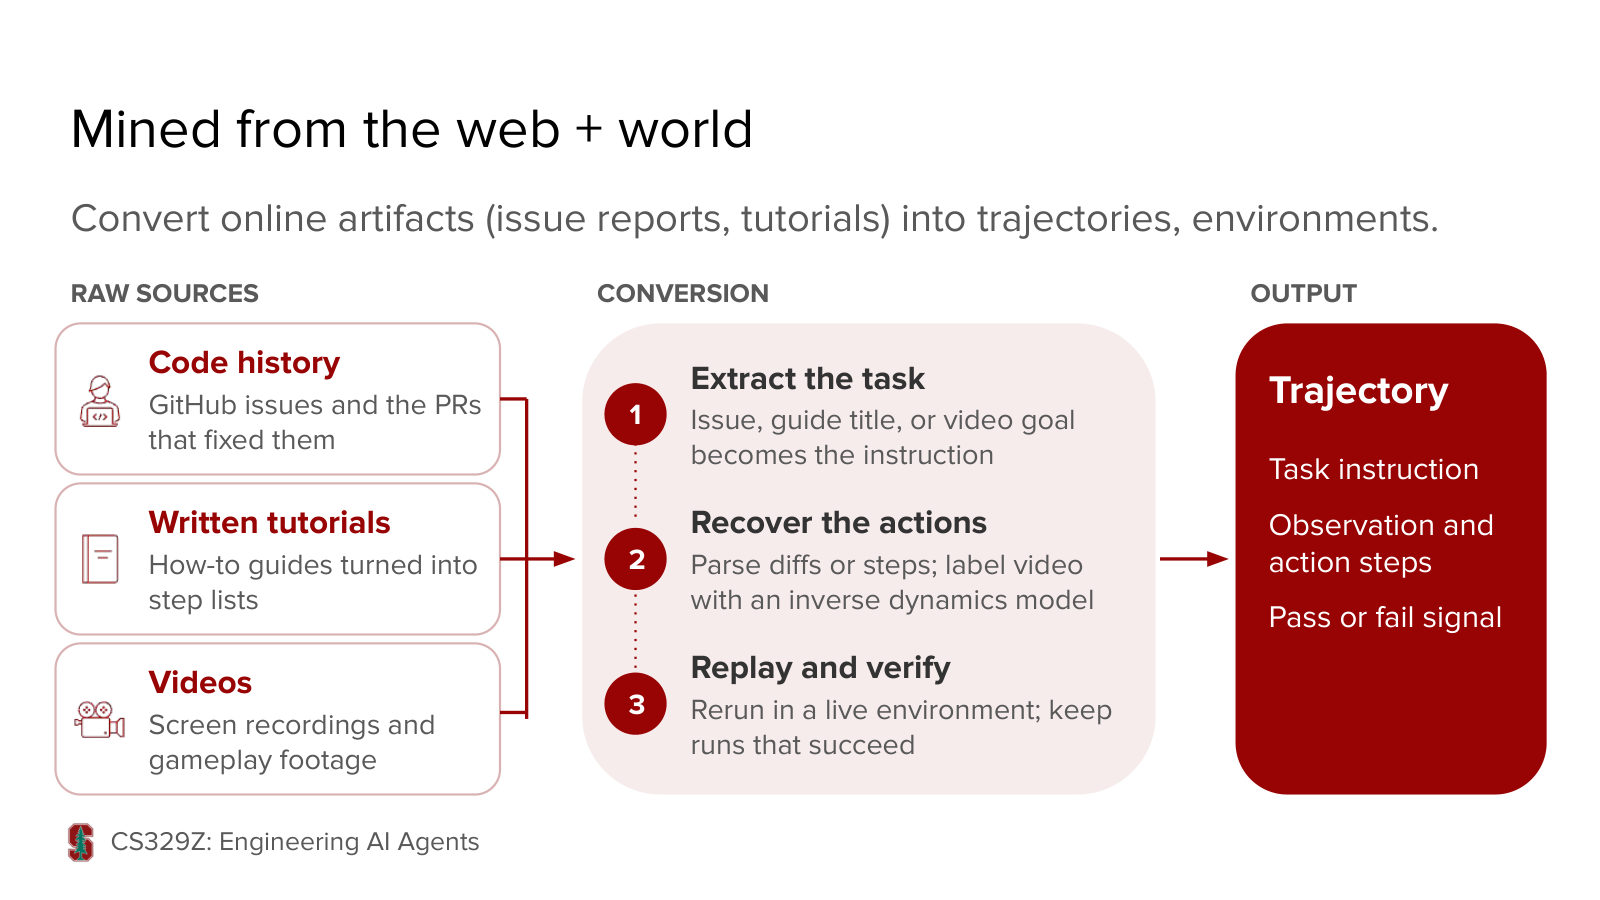 Mined from the web + world
Convert online artifacts (issue reports, tutorials) into trajectories, environments.
RAW SOURCES
Code history
GitHub issues and the PRs
that fixed them
Written tutorials
How-to guides turned into
step lists
Videos
Screen recordings and
gameplay footage
CONVERSION
1
Extract the task
Issue, guide title, or video goal
becomes the instruction
2
Recover the actions
Parse diffs or steps; label video
with an inverse dynamics model
3
Replay and verify
Rerun in a live environment; keep
runs that succeed
OUTPUT
Trajectory
Task instruction
Observation and
action steps
Pass or fail signal
S
CS329Z: Engineering AI Agents